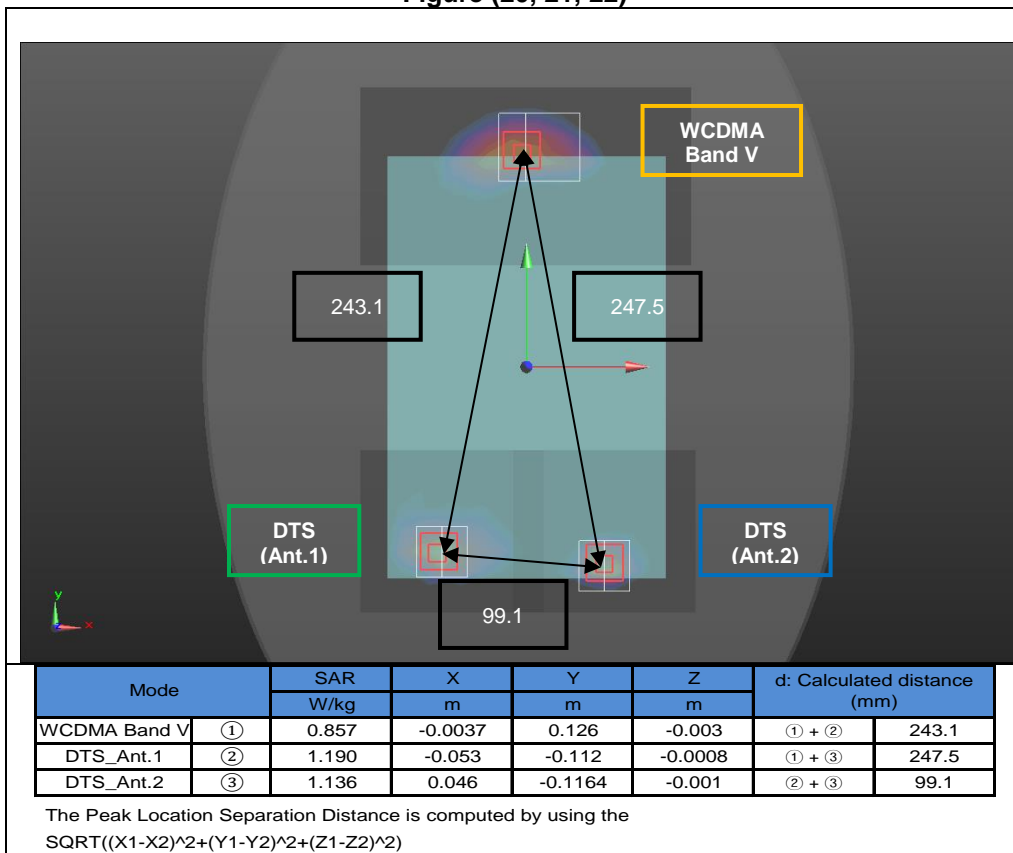 WCDMA
Band V
243.1
247.5
DTS
(Ant.1)
DTS
(Ant.2)
99.1
y
x
Mode SAR X Y Z d: Calculated distance (mm)
W/kg m m m
WCDMA Band V ① 0.857 -0.0037 0.126 -0.003 ① + ② 243.1
DTS_Ant.1 ② 1.190 -0.053 -0.112 -0.0008 ① + ③ 247.5
DTS_Ant.2 ③ 1.136 0.046 -0.1164 -0.001 ② + ③ 99.1
The Peak Location Separation Distance is computed by using the
SQRT((X1-X2)^2+(Y1-Y2)^2+(Z1-Z2)^2)